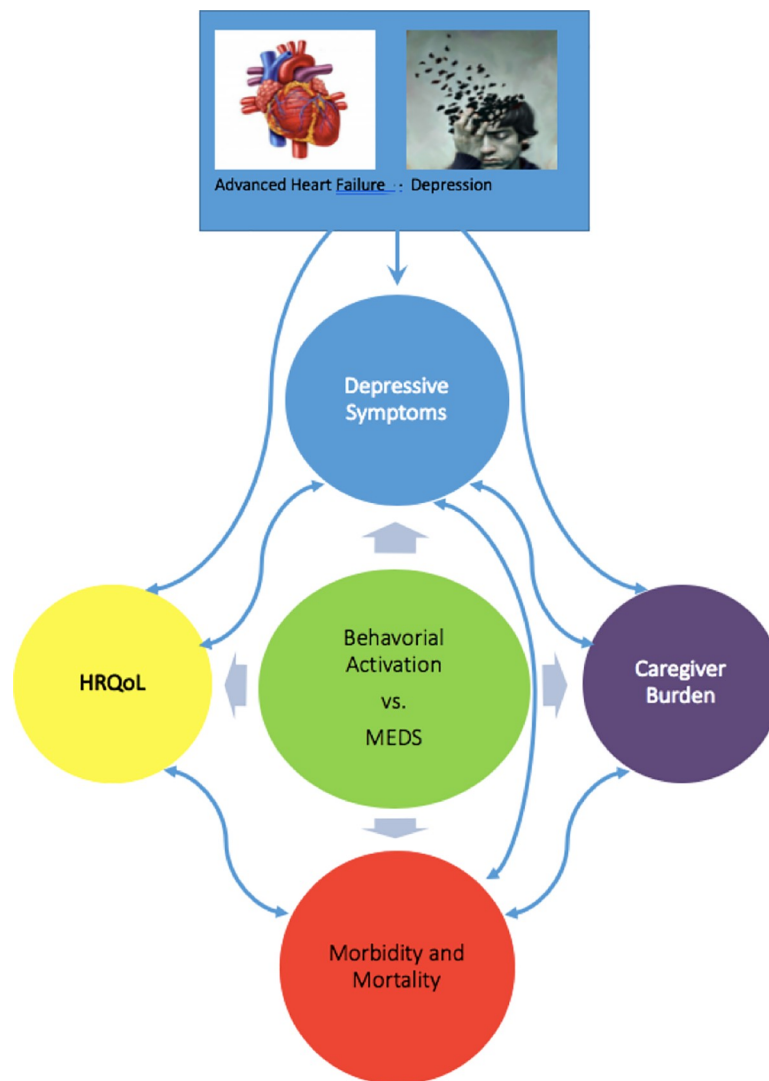 Advanced Heart Failure : Depression
Depressive
Symptoms
HRQoL
Behavorial
Activation
vs.
MEDS
Caregiver
Burden
Morbidity and
Mortality